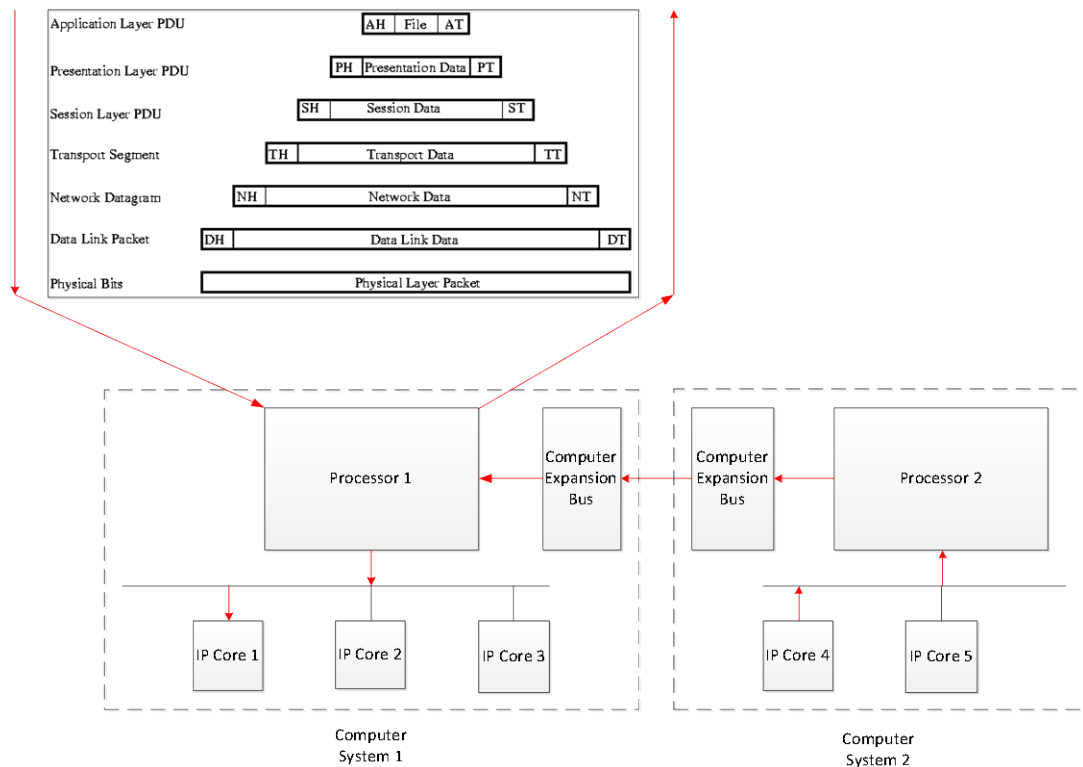 Application Layer PDU
AH File AT
Presentation Layer PDU
PH Presentation Data PT
Session Layer PDU
SH Session Data ST
Transport Segment
TH Transport Data TT
Network Datagram
NH Network Data NT
Data Link Packet
DH Data Link Data DT
Physical Bits
Physical Layer Packet
Processor 1
Computer
Expansion
Bus
Computer
Expansion
Bus
Processor 2
IP Core 1
IP Core 2
IP Core 3
IP Core 4
IP Core 5
Computer
System 1
Computer
System 2